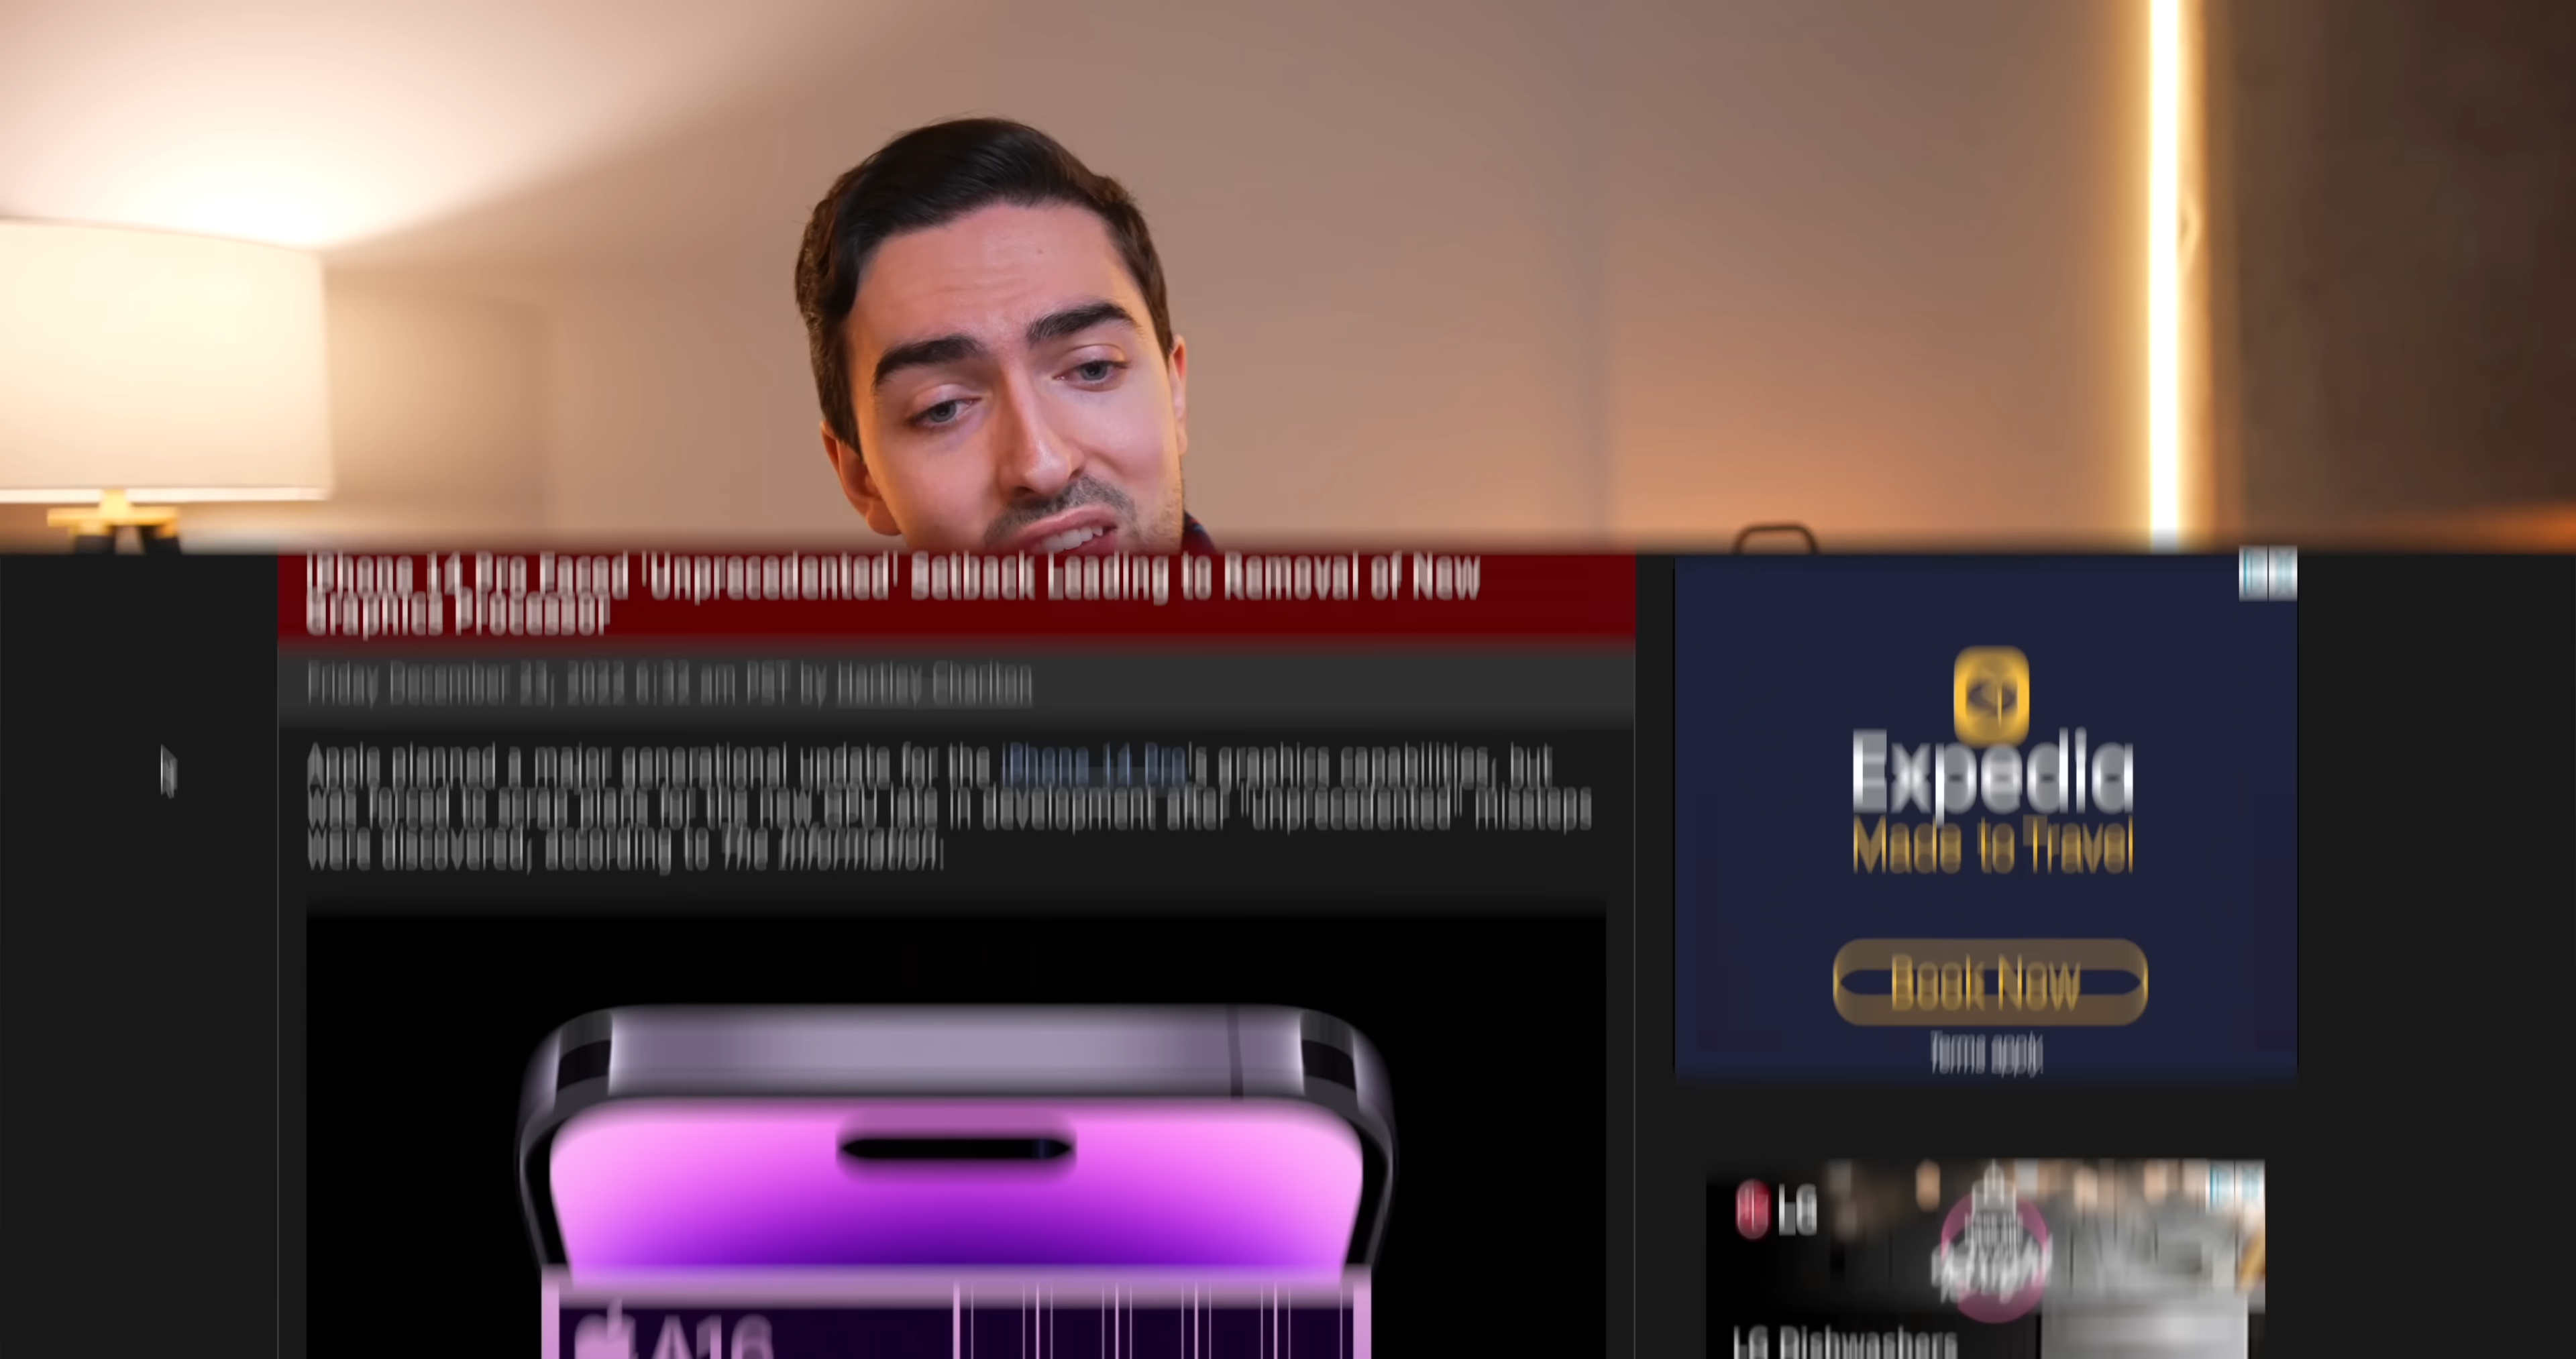 iPhone 14 Pro Faced 'Unprecedented' Setback Leading to Removal of New
Graphics Processor
Friday December 23, 2022 6:32 am PST by Hartley Charlton
Apple planned a major generational update for the iPhone 14 Pro's graphics capabilities, but
was forced to scrap plans for the new GPU late in development after "unprecedented" missteps
were discovered, according to The Information.
A16
Expedia
Made to Travel
Book Now
Terms apply.
LG
LG Dishwashers